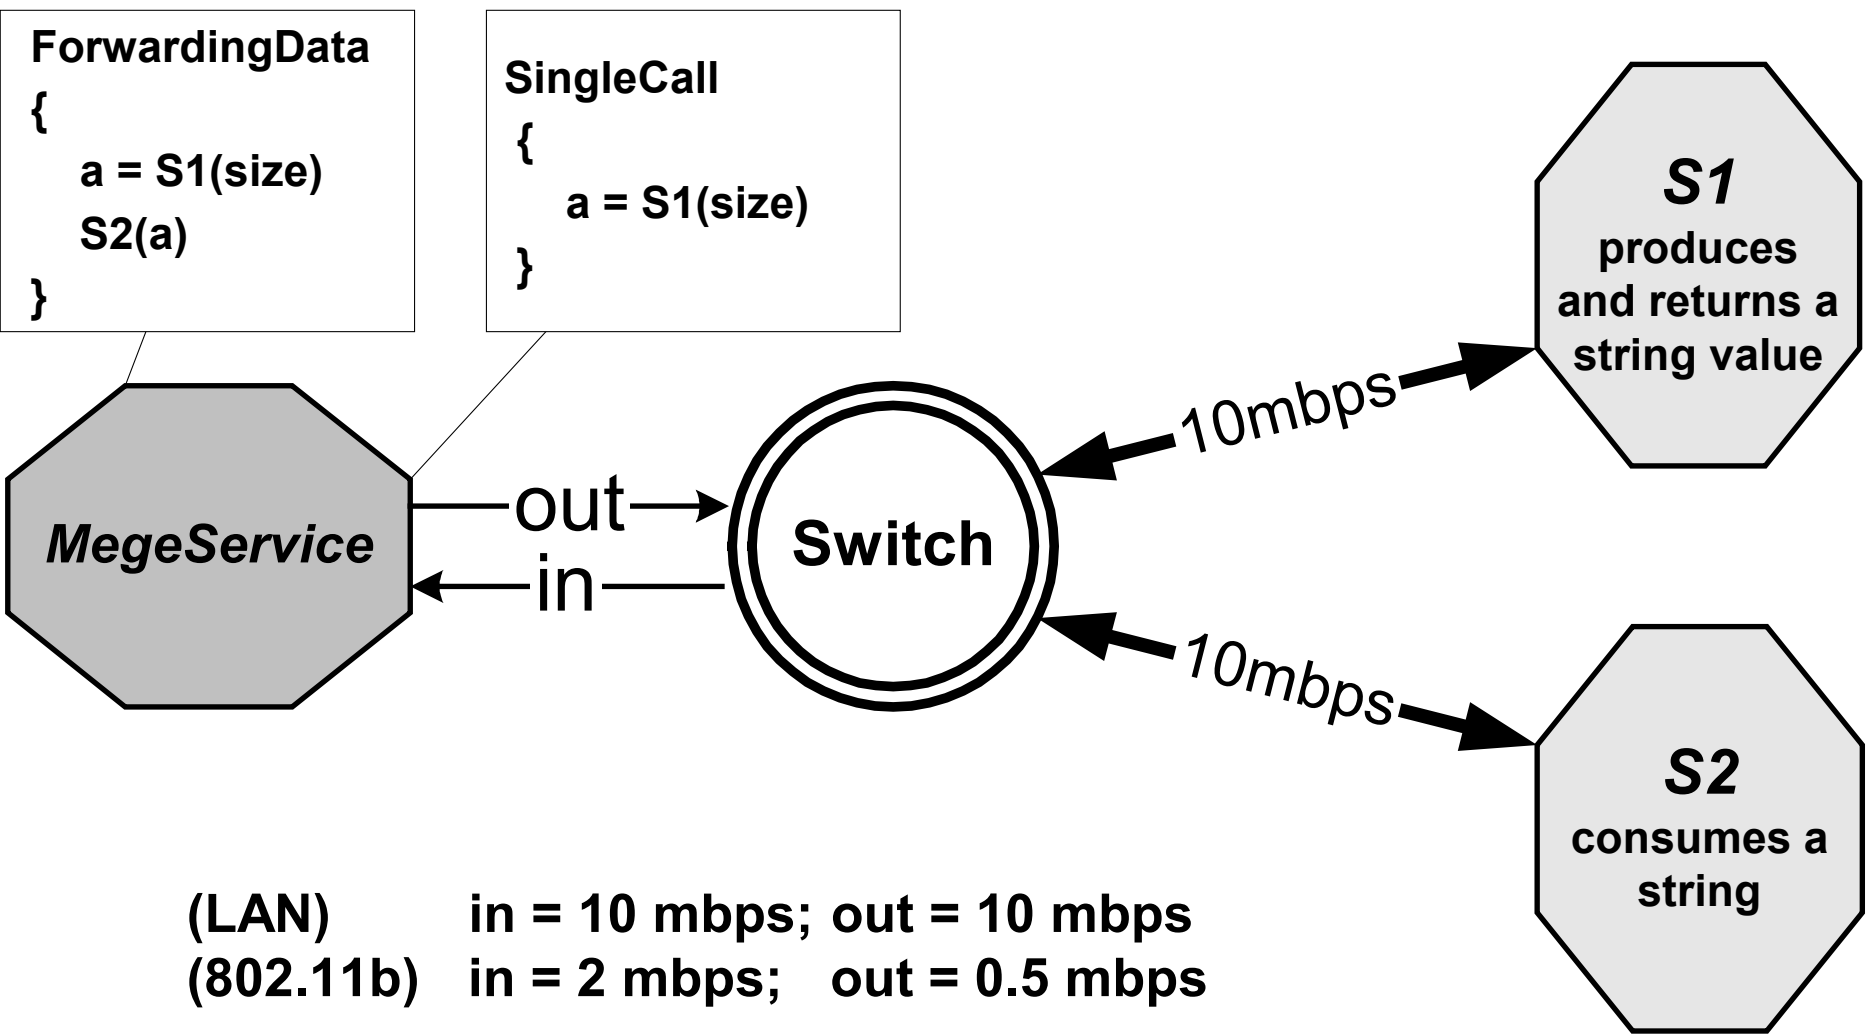 ForwardingData
{
a = S1(size)
S2(a)
}
SingleCall
{
a = S1(size)
}
S1
produces
and returns a
string value
10mbps
out
MegeService
Switch
in
10mbps
S2
consumes a
string
(LAN) in = 10 mbps; out = 10 mbps
(802.11b) in = 2 mbps; out = 0.5 mbps